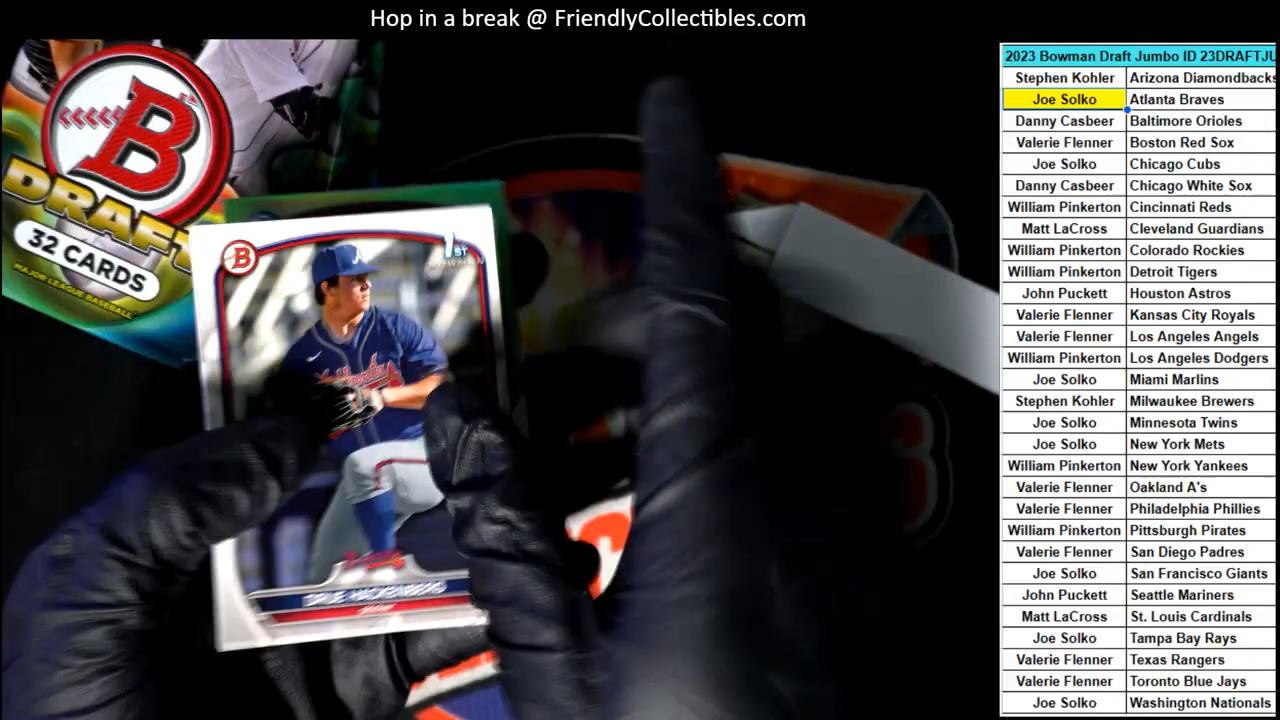 Hop in a break @ FriendlyCollectibles.com
B
DRAFT
32 CARDS
MAJOR LEAGUE BASEBALL
B
1ST
BOWMAN
DRUE HACKENBERG
2023 Bowman Draft Jumbo ID 23DRAFTJU
Stephen Kohler Arizona Diamondbacks
Joe Solko Atlanta Braves
Danny Casbeer Baltimore Orioles
Valerie Flenner Boston Red Sox
Joe Solko Chicago Cubs
Danny Casbeer Chicago White Sox
William Pinkerton Cincinnati Reds
Matt LaCross Cleveland Guardians
William Pinkerton Colorado Rockies
William Pinkerton Detroit Tigers
John Puckett Houston Astros
Valerie Flenner Kansas City Royals
Valerie Flenner Los Angeles Angels
William Pinkerton Los Angeles Dodgers
Joe Solko Miami Marlins
Stephen Kohler Milwaukee Brewers
Joe Solko Minnesota Twins
Joe Solko New York Mets
William Pinkerton New York Yankees
Valerie Flenner Oakland A's
Valerie Flenner Philadelphia Phillies
William Pinkerton Pittsburgh Pirates
Valerie Flenner San Diego Padres
Joe Solko San Francisco Giants
John Puckett Seattle Mariners
Matt LaCross St. Louis Cardinals
Joe Solko Tampa Bay Rays
Valerie Flenner Texas Rangers
Valerie Flenner Toronto Blue Jays
Joe Solko Washington Nationals